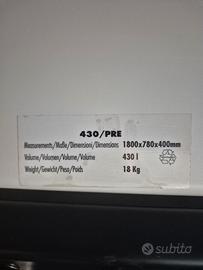 430/PRE
Measurements/Maße/Dimensioni/Dimensions 1800x780x400mm
Volume/Volumen/Volume/Volume 430 l
Weight/Gewicht/Peso/Poids 18 Kg
subito